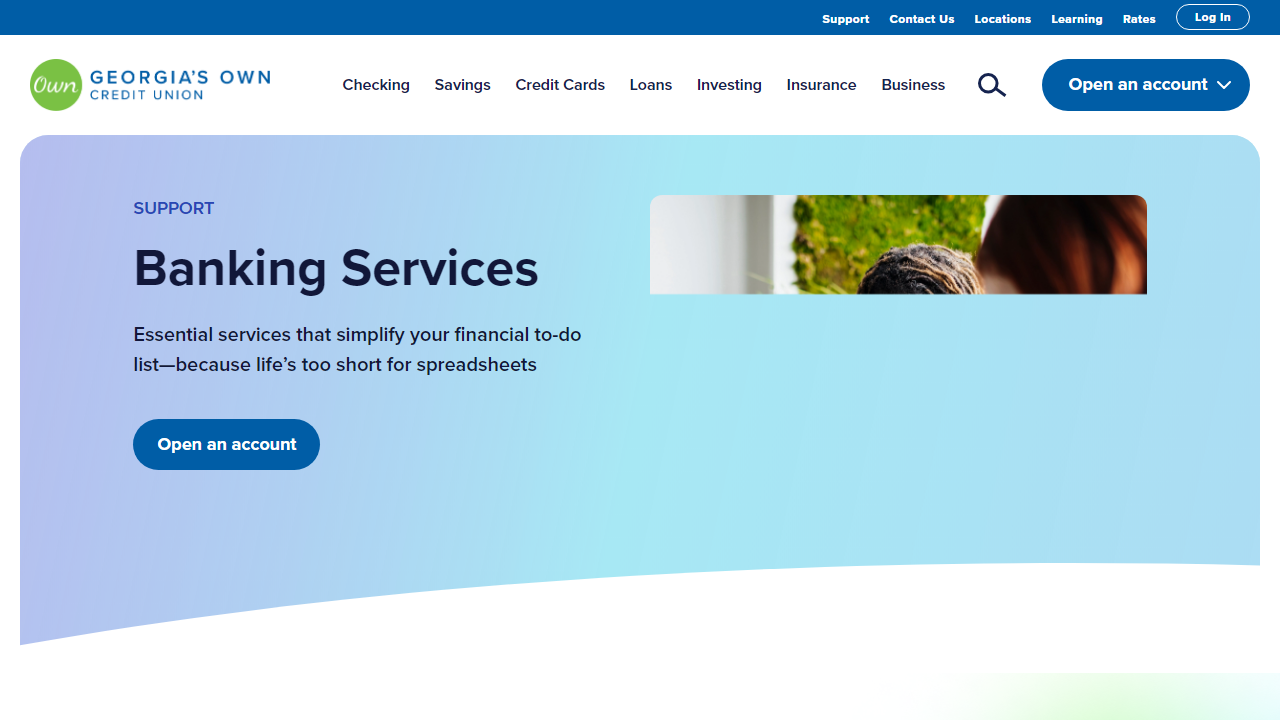 Support Contact Us Locations Learning Rates Log In
Own GEORGIA'S OWN
CREDIT UNION
Checking Savings Credit Cards Loans Investing Insurance Business Open an account
SUPPORT
Banking Services
Essential services that simplify your financial to-do
list—because life’s too short for spreadsheets
Open an account